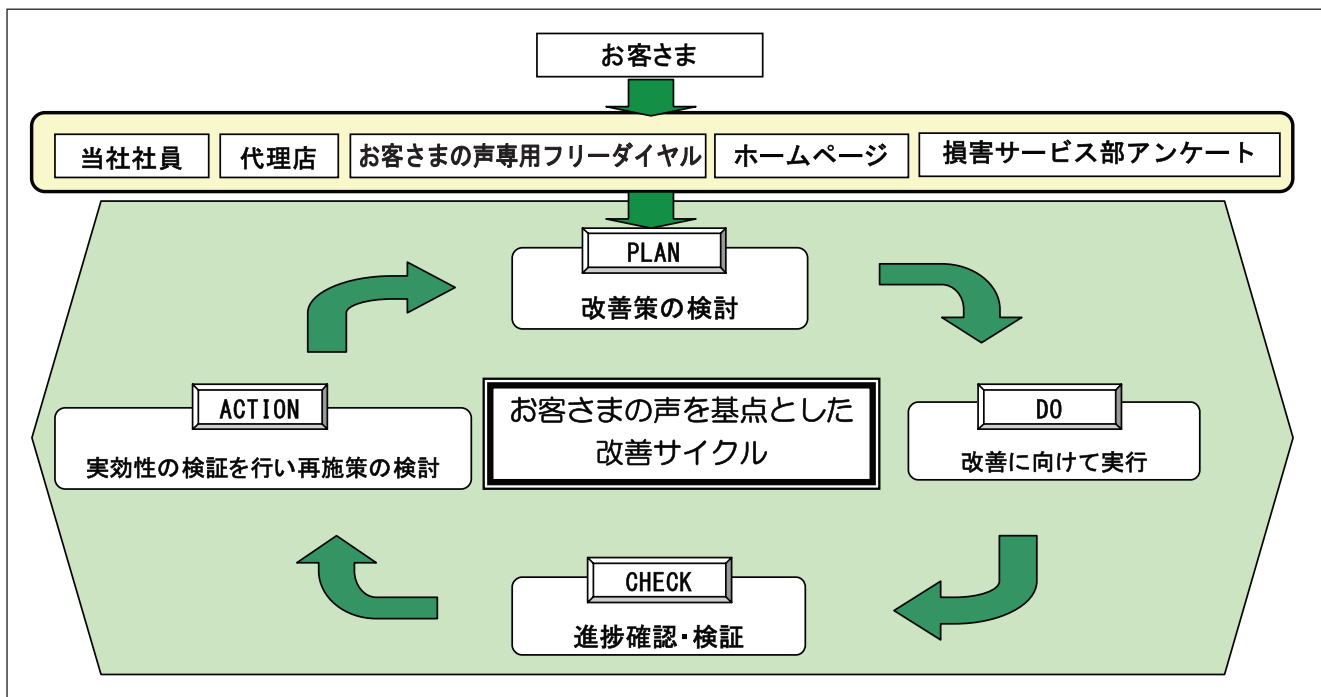 お客さま
当社社員
代理店
お客さまの声専用フリーダイヤル
ホームページ
損害サービス部アンケート
PLAN
改善策の検討
ACTION
実効性の検証を行い再施策の検討
お客さまの声を基点とした
改善サイクル
DO
改善に向けて実行
CHECK
進捗確認・検証